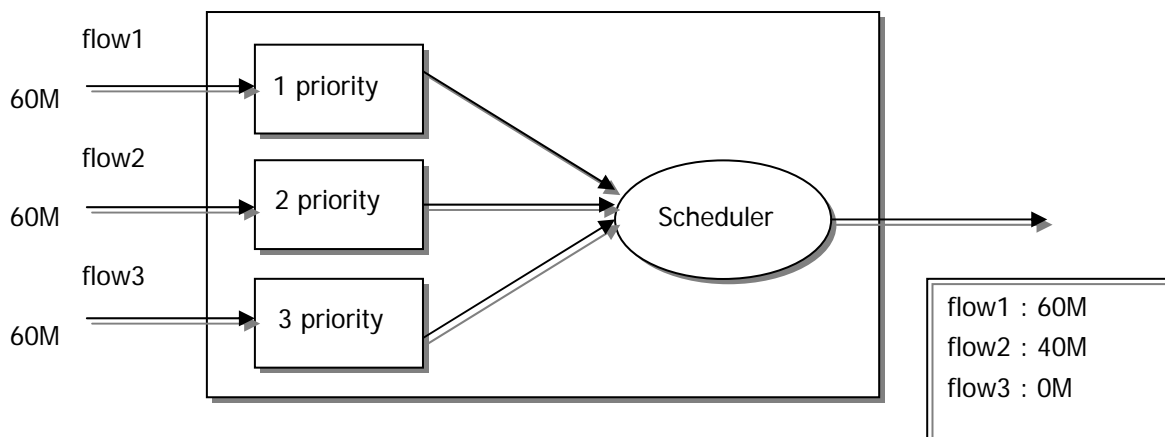 flow1
60M
1 priority
flow2
60M
2 priority
Scheduler
flow3
60M
3 priority
flow1 : 60M
flow2 : 40M
flow3 : 0M